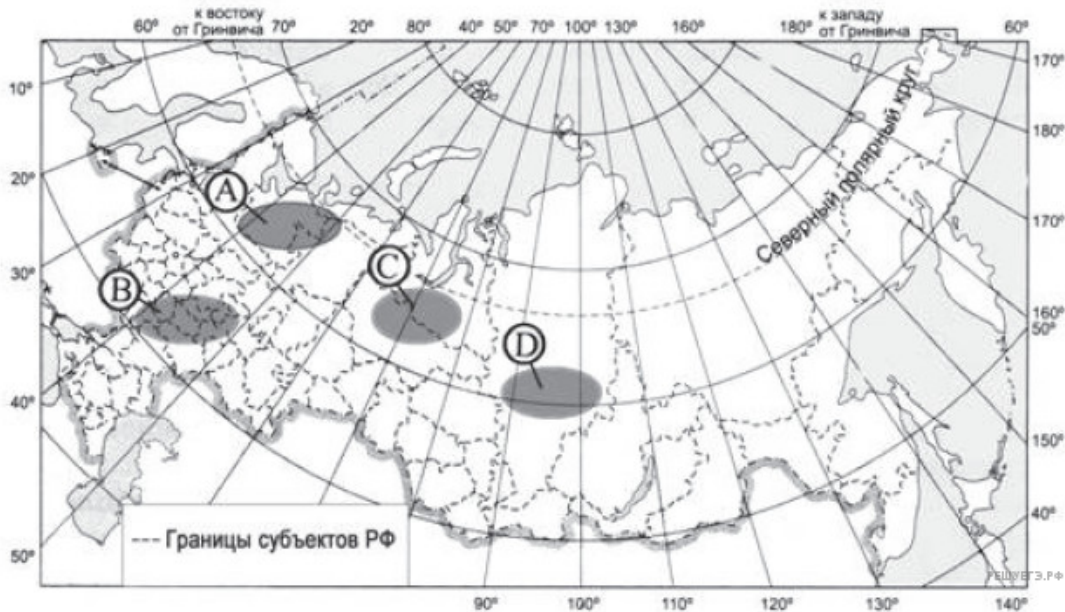 к востоку
от Гринвича
к западу
от Гринвича
60° 70° 20° 80° 40° 50° 70° 100° 130° 160° 180° 60°
170°
10°
180°
20°
170°
30°
160°
50°
40°
150°
40°
50°
A
B
C
D
Северный полярный круг
--- Границы субъектов РФ
90° 100° 110° 120° 130° 140°
РЕШУЕГЭ.РФ